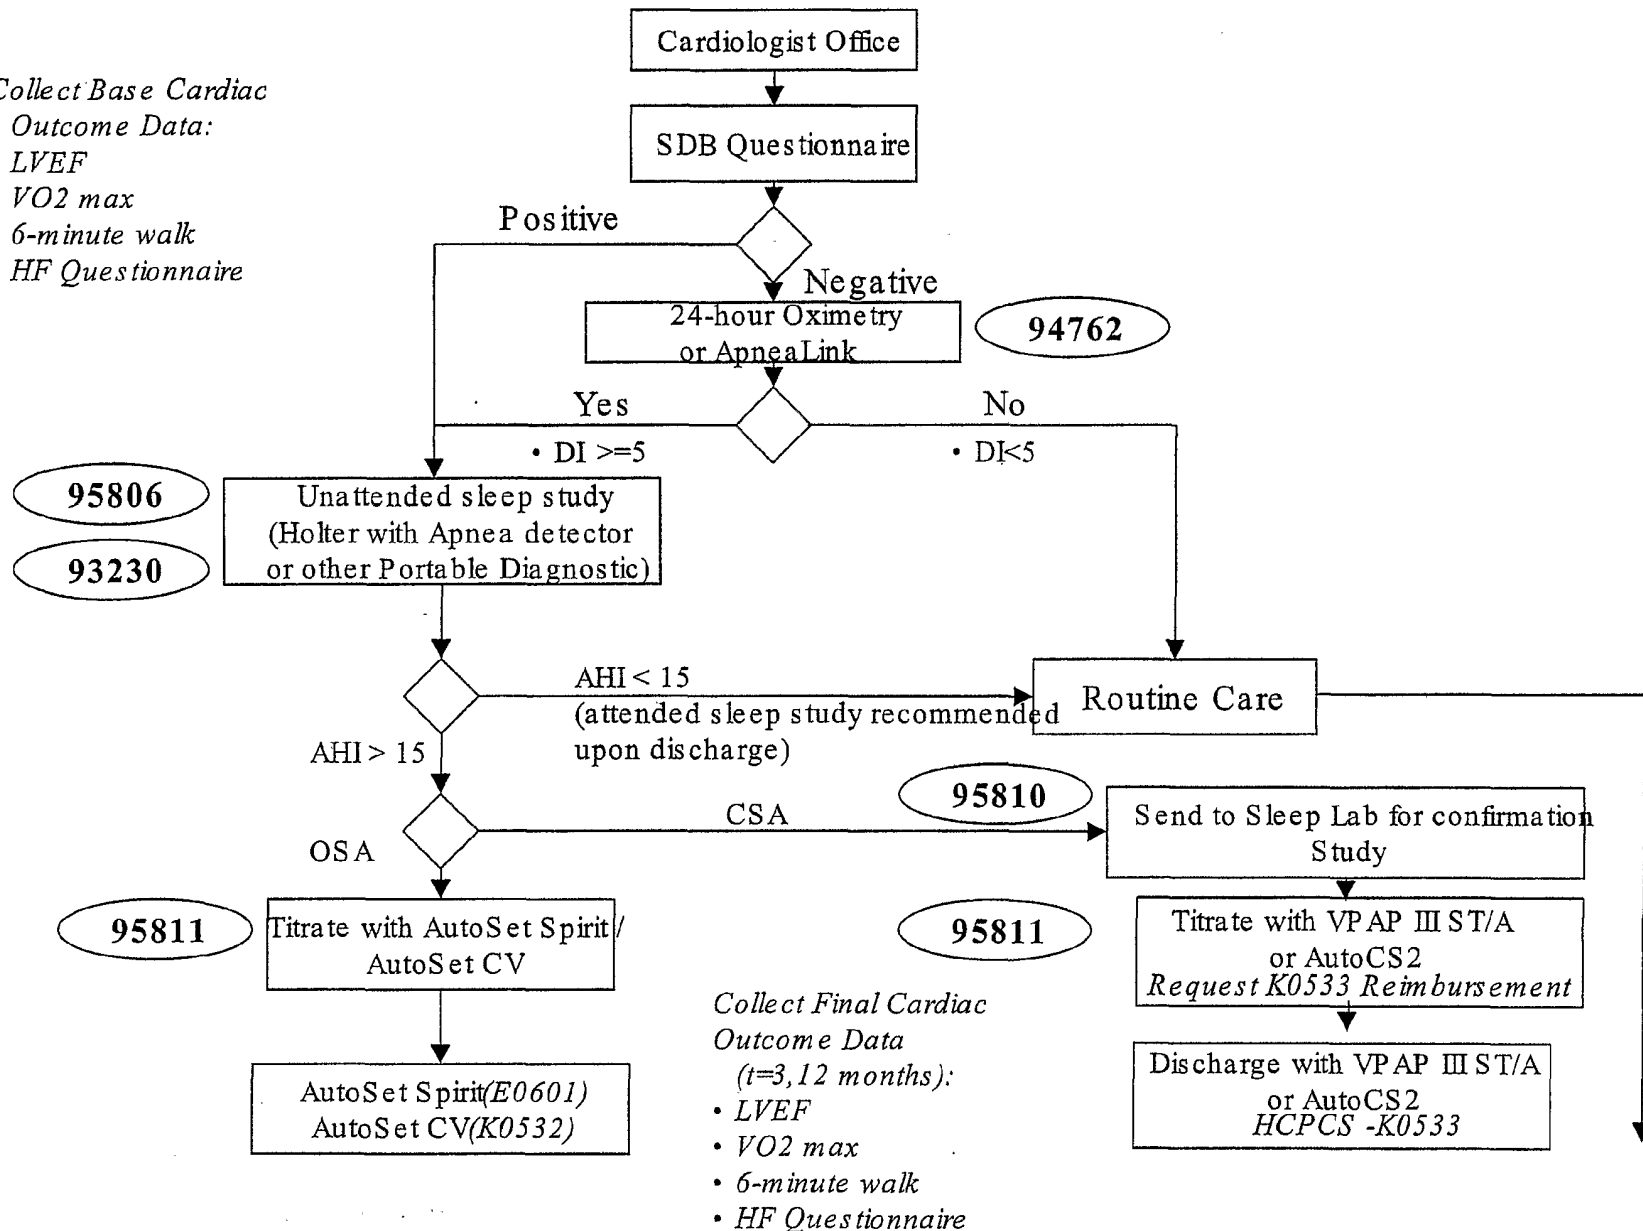 Cardiologist Office
Collect Base Cardiac
Outcome Data:
LVEF
VO2 max
6-minute walk
HF Questionnaire
SDB Questionnaire
Positive
Negative
24-hour Oximetry
or ApneaLink
94762
Yes
No
• DI >=5
• DI<5
95806
93230
Unattended sleep study
(Holter with Apnea detector
or other Portable Diagnostic)
AHI < 15
(attended sleep study recommended
upon discharge)
Routine Care
AHI > 15
95810
CSA
Send to Sleep Lab for confirmation
Study
OSA
95811
Titrate with AutoSet Spirit /
AutoSet CV
95811
Titrate with VPAP III ST/A
or AutoCS2
Request K0533 Reimbursement
AutoSet Spirit(E0601)
AutoSet CV(K0532)
Collect Final Cardiac
Outcome Data
(t=3,12 months):
• LVEF
• VO2 max
• 6-minute walk
• HF Questionnaire
Discharge with VPAP III ST/A
or AutoCS2
HCPCS -K0533